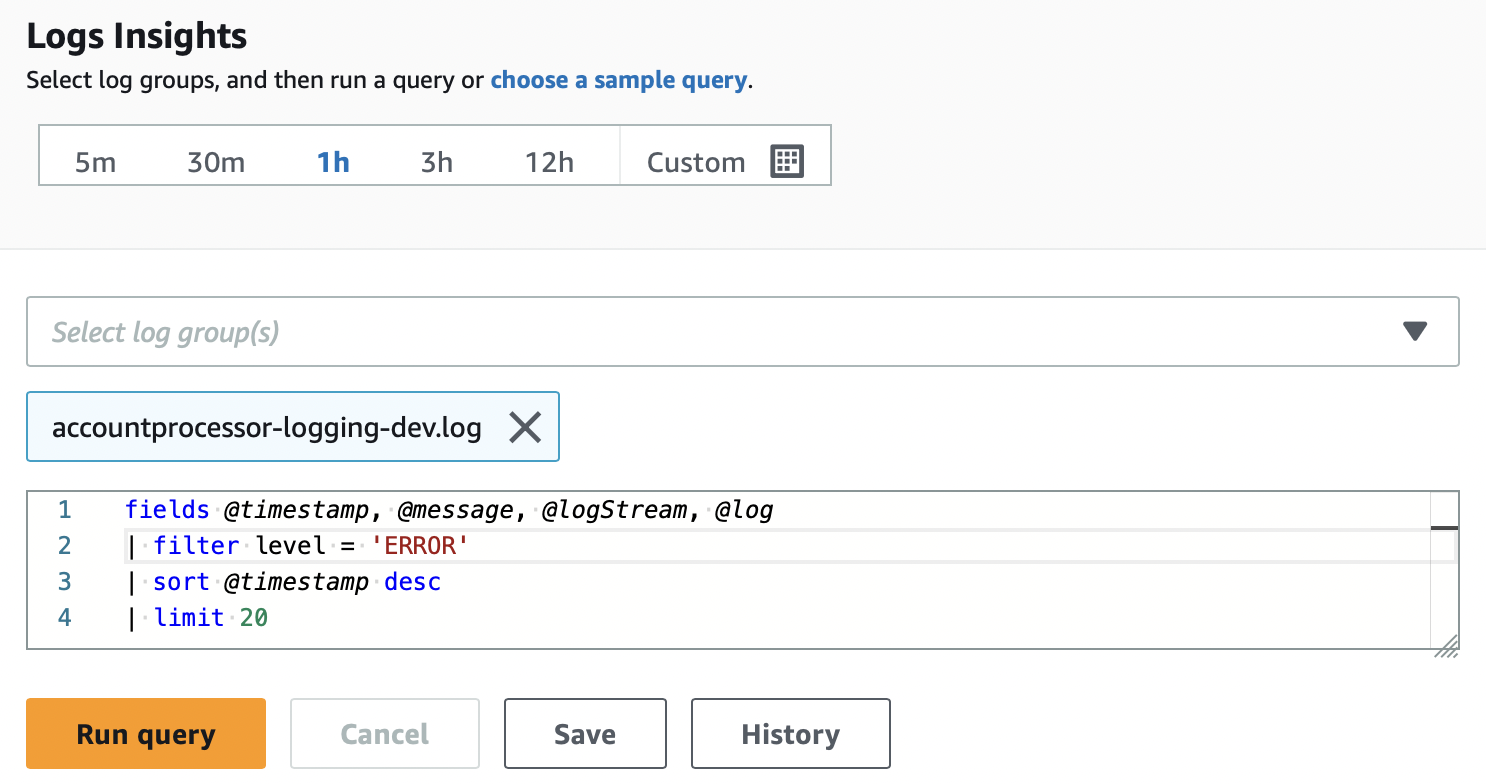 Logs Insights
Select log groups, and then run a query or choose a sample query.
5m 30m 1h 3h 12h Custom
Select log group(s)
accountprocessor-logging-dev.log
1 fields @timestamp, @message, @logStream, @log
2 | filter level = 'ERROR'
3 | sort @timestamp desc
4 | limit 20
Run query Cancel Save History